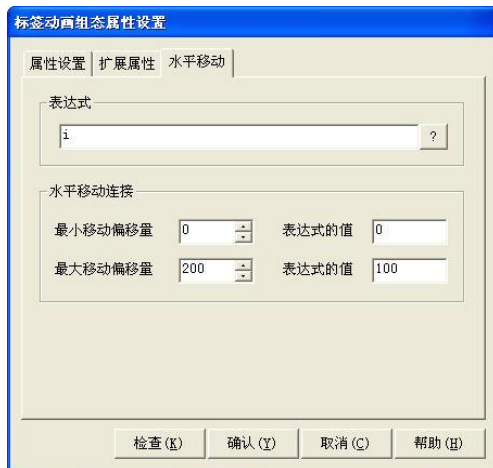 标签动画组态属性设置
属性设置 扩展属性 水平移动
表达式
i ?
水平移动连接
最小移动偏移量 0 表达式的值 0
最大移动偏移量 200 表达式的值 100
检查(K) 确认(Y) 取消(C) 帮助(H)